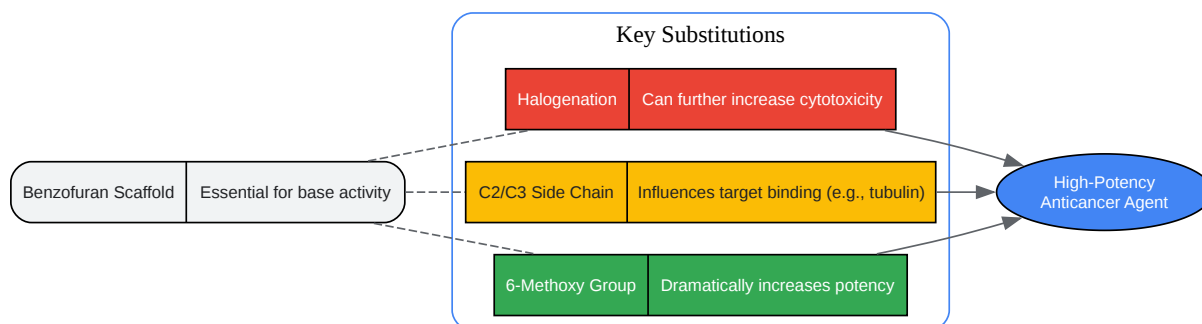 Key Substitutions
Halogenation
Can further increase cytotoxicity
Benzofuran Scaffold
Essential for base activity
C2/C3 Side Chain
Influences target binding (e.g., tubulin)
High-Potency
Anticancer Agent
6-Methoxy Group
Dramatically increases potency